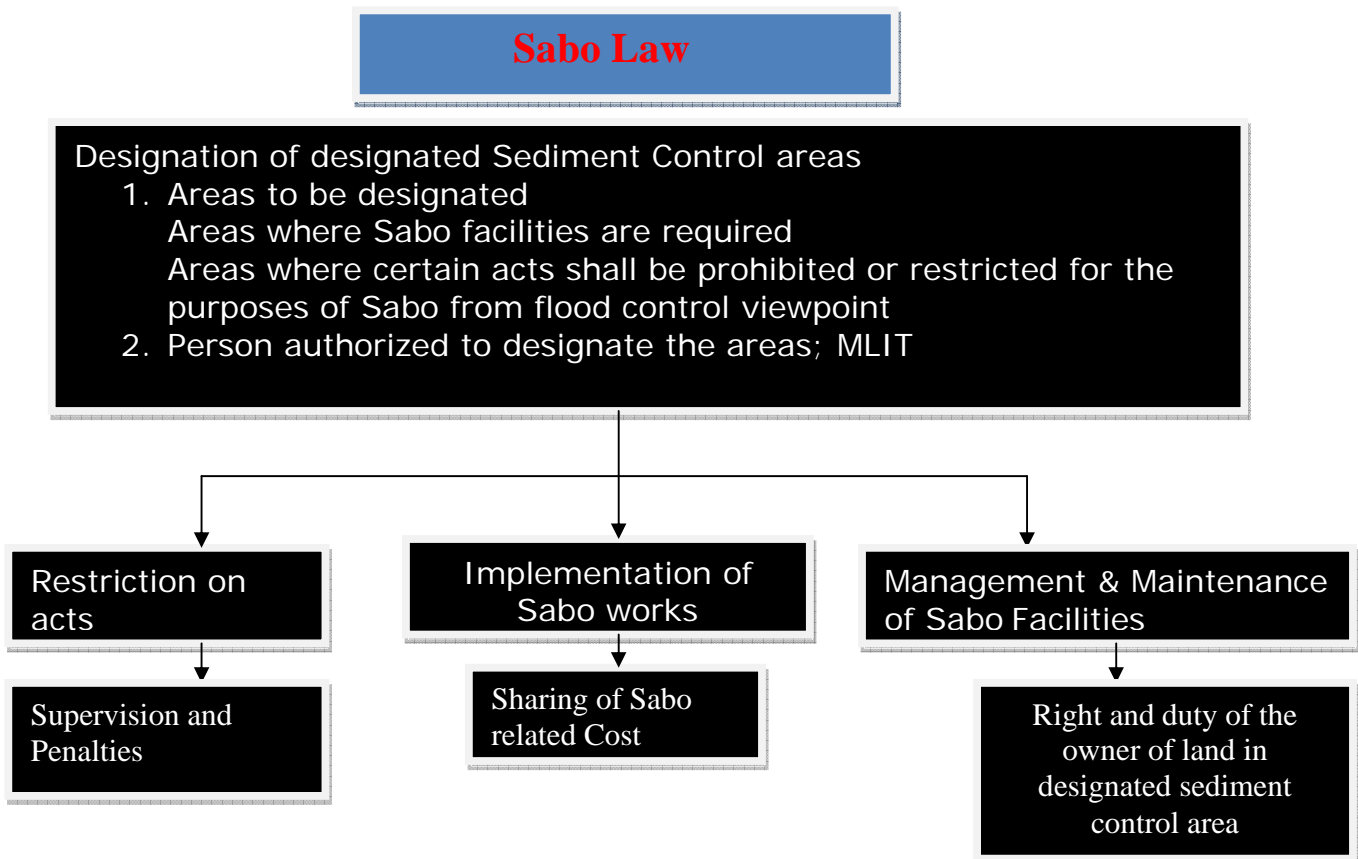 Sabo Law
Designation of designated Sediment Control areas
1. Areas to be designated
Areas where Sabo facilities are required
Areas where certain acts shall be prohibited or restricted for the
purposes of Sabo from flood control viewpoint
2. Person authorized to designate the areas; MLIT
Restriction on
acts
Implementation of
Sabo works
Management & Maintenance
of Sabo Facilities
Supervision and
Penalties
Sharing of Sabo
related Cost
Right and duty of the
owner of land in
designated sediment
control area